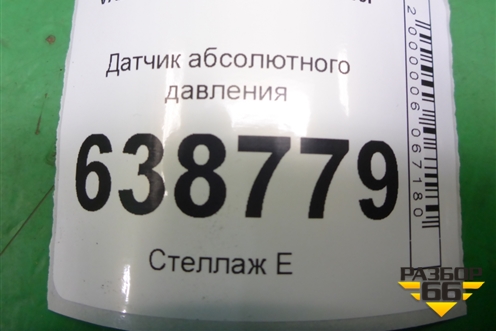 Датчик абсолютного
давления
638779
Стеллаж Е
2000006067180
РАЗБОР
66